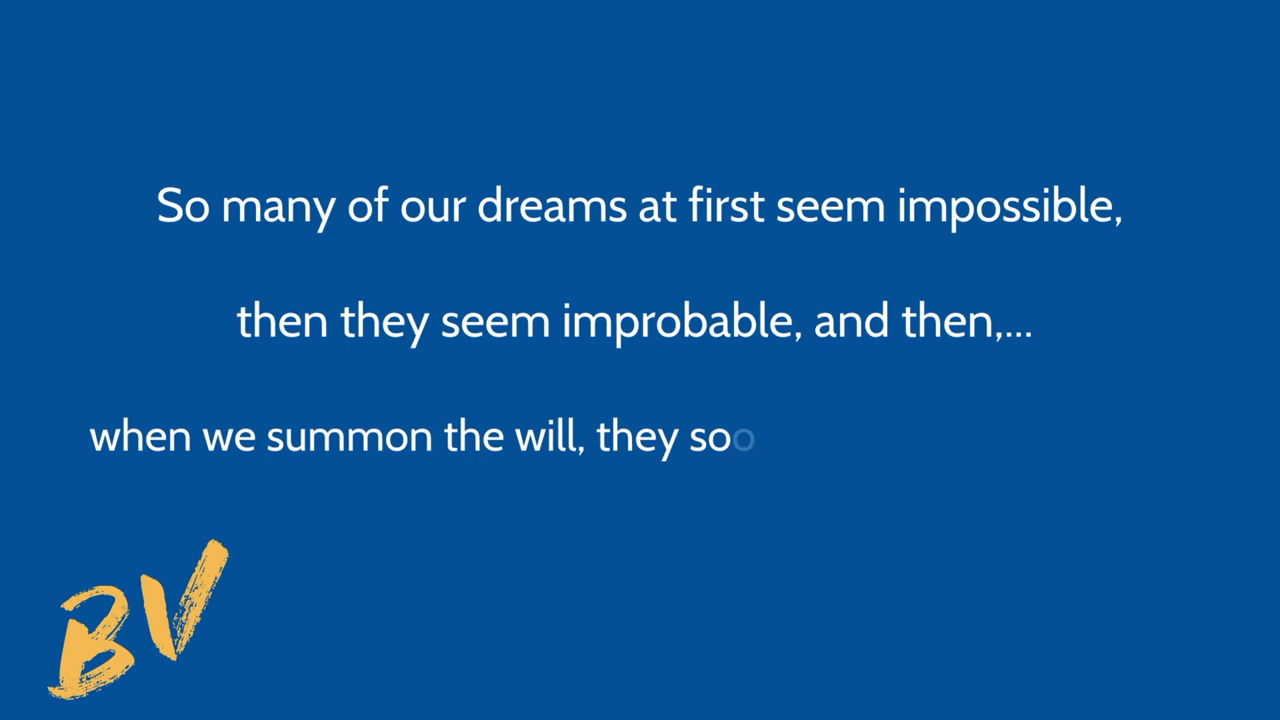 So many of our dreams at first seem impossible,
then they seem improbable, and then,...
when we summon the will, they soo
BV